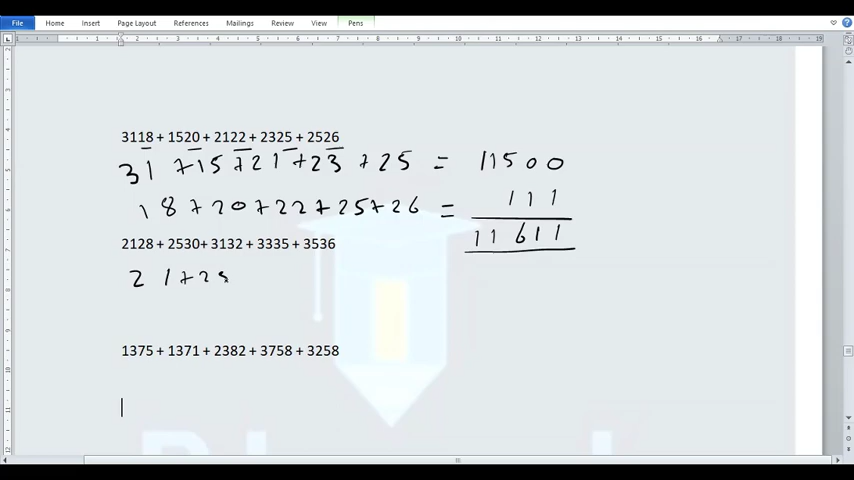 File Home Insert Page Layout References Mailings Review View Pens
3118 + 1520 + 2122 + 2325 + 2526
31 +15+21+23 +25 = 11500
18 +20+22+25+26 = 111
11611
2128 + 2530+ 3132 + 3335 + 3536
21+25
1375 + 1371 + 2382 + 3758 + 3258